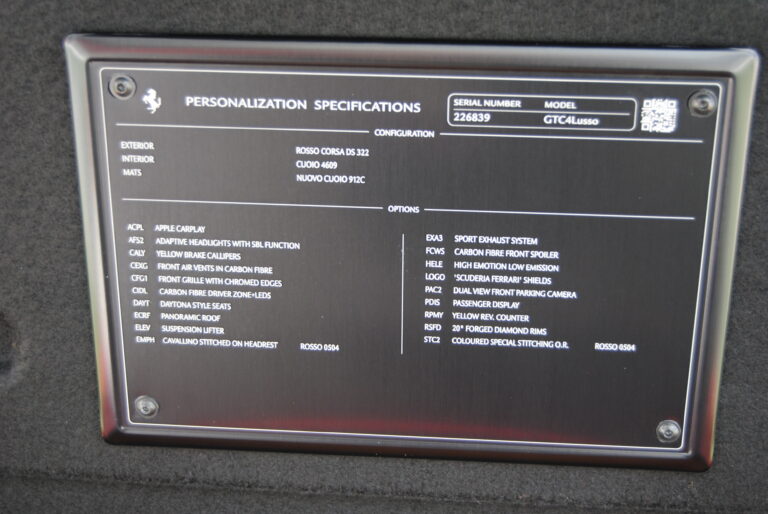 PERSONALIZATION SPECIFICATIONS
SERIAL NUMBER MODEL
226839 GTC4Lusso
CONFIGURATION
EXTERIOR ROSSO CORSA DS 322
INTERIOR CUOIO 4609
MATS NUOVO CUOIO 912C
OPTIONS
ACPL APPLE CARPLAY
AFS2 ADAPTIVE HEADLIGHTS WITH SBL FUNCTION
CALY YELLOW BRAKE CALLIPERS
CEXG FRONT AIR VENTS IN CARBON FIBRE
CFG1 FRONT GRILLE WITH CHROMED EDGES
CIDL CARBON FIBRE DRIVER ZONE+LEDS
DAYT DAYTONA STYLE SEATS
ECRF PANORAMIC ROOF
ELEV SUSPENSION LIFTER
EMPH CAVALLINO STITCHED ON HEADREST ROSSO 0504
EXA3 SPORT EXHAUST SYSTEM
FCWS CARBON FIBRE FRONT SPOILER
HELE HIGH EMOTION LOW EMISSION
LOGO 'SCUDERIA FERRARI' SHIELDS
PAC2 DUAL VIEW FRONT PARKING CAMERA
PDIS PASSENGER DISPLAY
RPMY YELLOW REV. COUNTER
RSFD 20" FORGED DIAMOND RIMS
STC2 COLOURED SPECIAL STITCHING O.R. ROSSO 0504